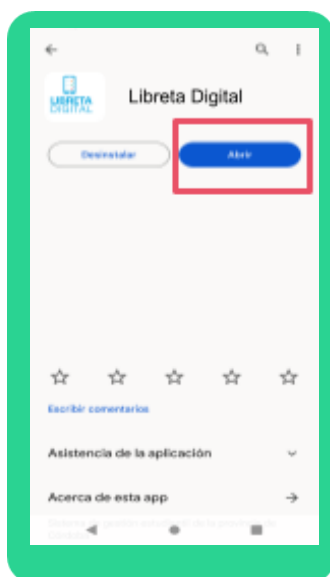 LIBRETA
DIGITAL
Libreta Digital
Desinstalar
Abrir
Escribir comentarios
Asistencia de la aplicación
Acerca de esta app